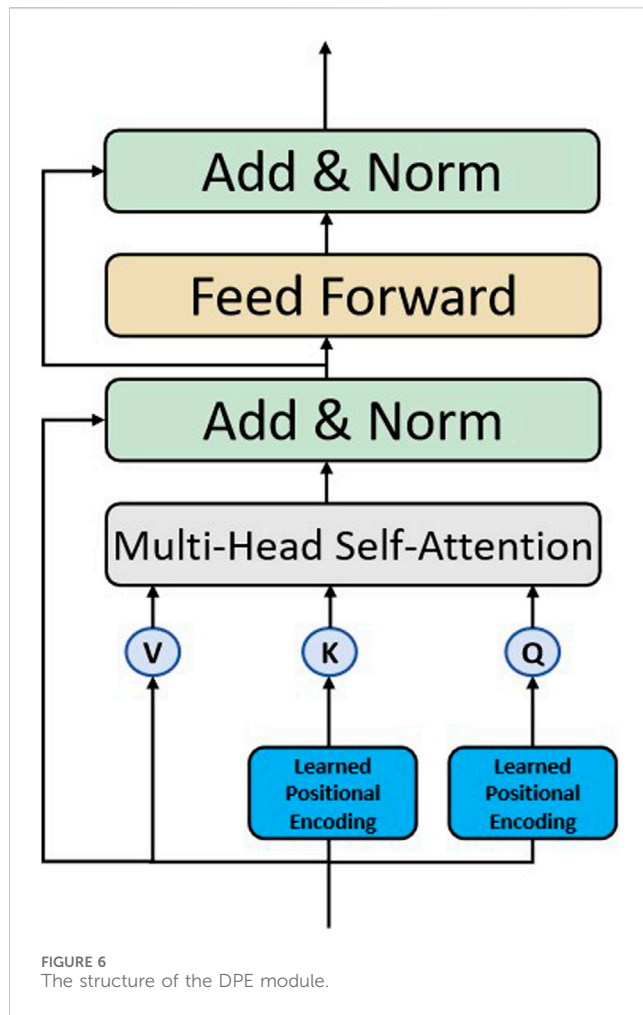 Add & Norm
Feed Forward
Add & Norm
Multi-Head Self-Attention
V
K
Q
Learned
Positional
Encoding
Learned
Positional
Encoding
FIGURE 6
The structure of the DPE module.